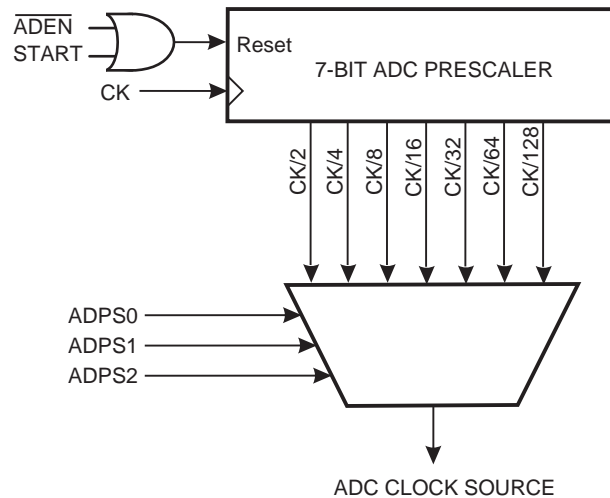 ADEN
START
Reset
7-BIT ADC PRESCALER
CK
CK/2
CK/4
CK/8
CK/16
CK/32
CK/64
CK/128
ADPS0
ADPS1
ADPS2
ADC CLOCK SOURCE